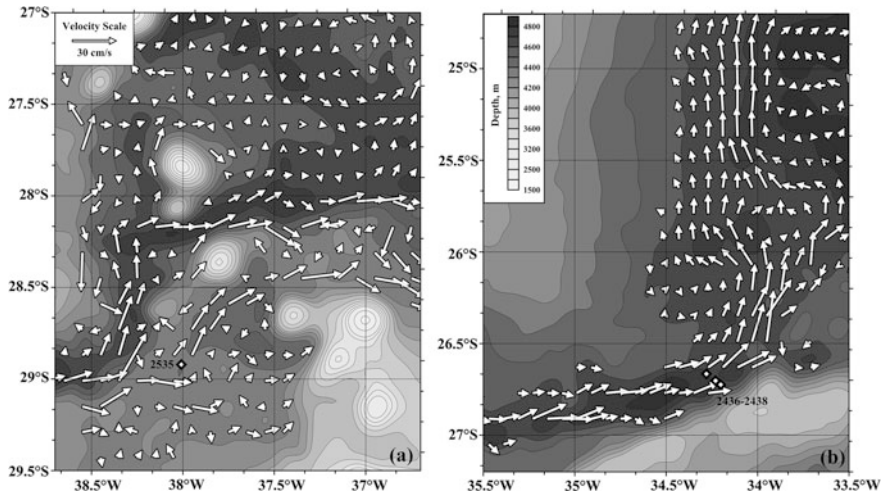 Velocity Scale
30 cm/s
27°S
27.5°S
28°S
28.5°S
29°S
29.5°S
2535
(a)
38.5°W
38°W
37.5°W
37°W
Depth, m
4800
4600
4400
4200
4000
3600
3200
2500
1500
25°S
25.5°S
26°S
26.5°S
27°S
2436-2438
(b)
35.5°W
35°W
34.5°W
34°W
33.5°W